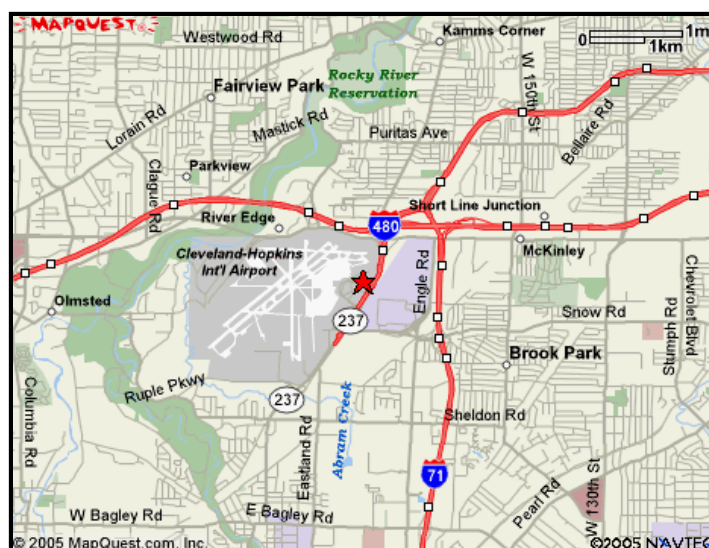 MAPQUEST
Westwood Rd
Kamms Corner
0
1mi
1km
W 150th St
Rocky River
Reservation
Fairview Park
Bellaire Rd
Lorain Rd
Mastick Rd
Puritas Ave
Parkview
Clague Rd
Short Line Junction
River Edge
480
McKinley
Cleveland-Hopkins
Int'l Airport
Engle Rd
Chevrolet Blvd
Stumph Rd
Olmsted
Snow Rd
237
Brook Park
Ruple Pkwy
237
Columbia Rd
Sheldon Rd
Eastland Rd
Abram Creek
71
W 130th St
Pearl Rd
W Bagley Rd
E Bagley Rd
© 2005 MapQuest.com, Inc.
©2005 NAVTEQ